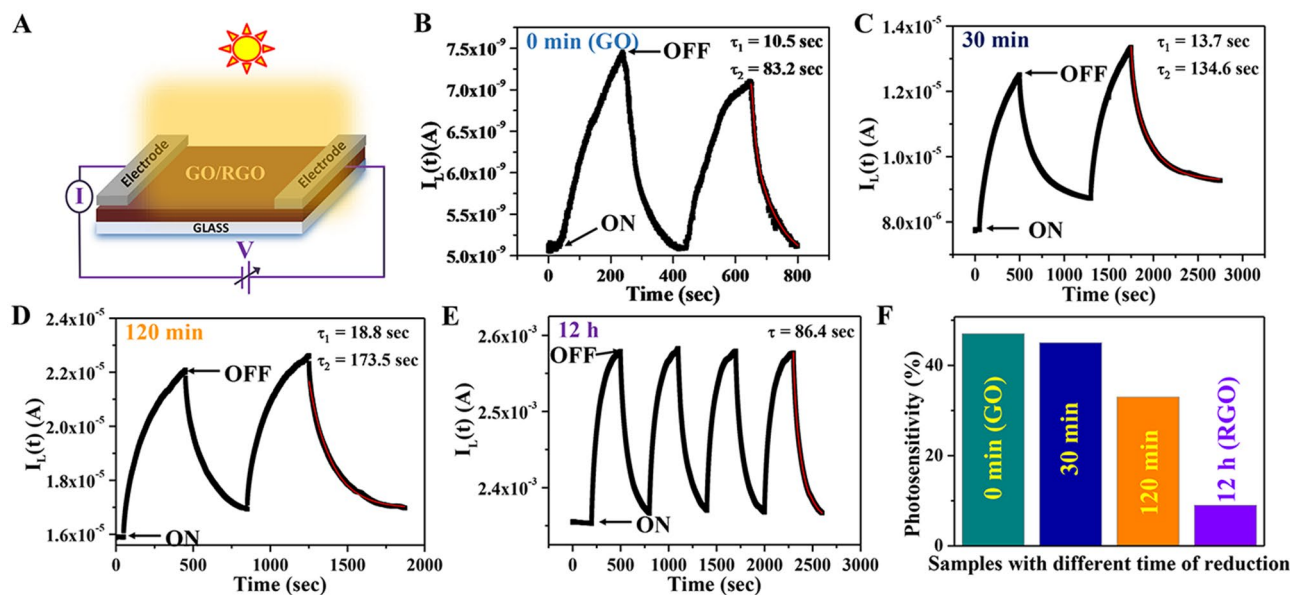 A
Electrode
GO/RGO
Electrode
I
GLASS
V
B
0 min (GO)
OFF
τ₁ = 10.5 sec
τ₂ = 83.2 sec
ON
7.5x10⁻⁹
7.0x10⁻⁹
6.5x10⁻⁹
6.0x10⁻⁹
5.5x10⁻⁹
5.0x10⁻⁹
I_L(t)(A)
0 200 400 600 800
Time (sec)
C
30 min
OFF
τ₁ = 13.7 sec
τ₂ = 134.6 sec
ON
1.4x10⁻⁵
1.2x10⁻⁵
1.0x10⁻⁵
8.0x10⁻⁶
I_L(t) (A)
0 500 1000 1500 2000 2500 3000
Time (sec)
D
120 min
OFF
τ₁ = 18.8 sec
τ₂ = 173.5 sec
ON
2.4x10⁻⁵
2.2x10⁻⁵
2.0x10⁻⁵
1.8x10⁻⁵
1.6x10⁻⁵
I_L(t) (A)
0 500 1000 1500 2000
Time (sec)
E
12 h
OFF
τ = 86.4 sec
ON
2.6x10⁻³
2.5x10⁻³
2.4x10⁻³
I_L(t) (A)
0 500 1000 1500 2000 2500 3000
Time (sec)
F
Photosensitivity (%)
40
20
0
0 min (GO)
30 min
120 min
12 h (RGO)
Samples with different time of reduction